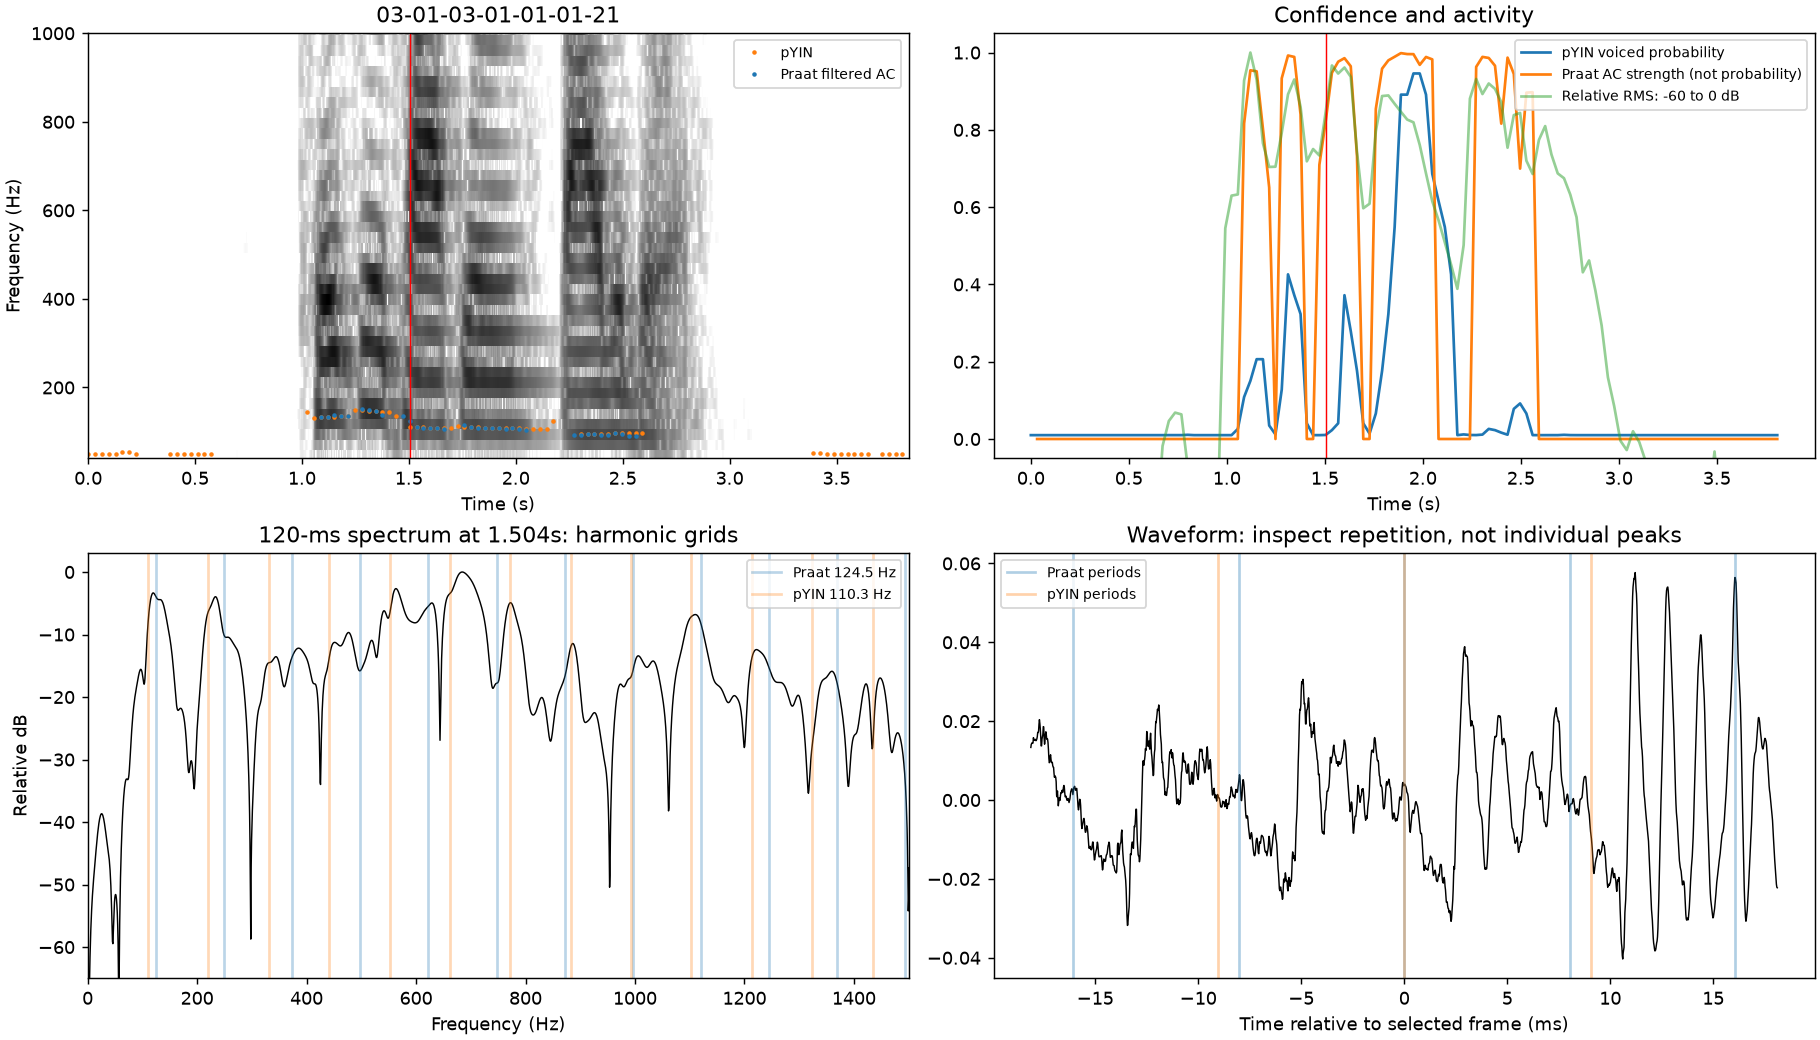 03-01-03-01-01-01-21
1000
800
600
400
200
Frequency (Hz)
pYIN
Praat filtered AC
0.0 0.5 1.0 1.5 2.0 2.5 3.0 3.5
Time (s)
Confidence and activity
1.0
0.8
0.6
0.4
0.2
0.0
pYIN voiced probability
Praat AC strength (not probability)
Relative RMS: -60 to 0 dB
0.0 0.5 1.0 1.5 2.0 2.5 3.0 3.5
Time (s)
120-ms spectrum at 1.504s: harmonic grids
0
−10
−20
−30
−40
−50
−60
Relative dB
Praat 124.5 Hz
pYIN 110.3 Hz
0 200 400 600 800 1000 1200 1400
Frequency (Hz)
Waveform: inspect repetition, not individual peaks
0.06
0.04
0.02
0.00
−0.02
−0.04
Praat periods
pYIN periods
−15 −10 −5 0 5 10 15
Time relative to selected frame (ms)